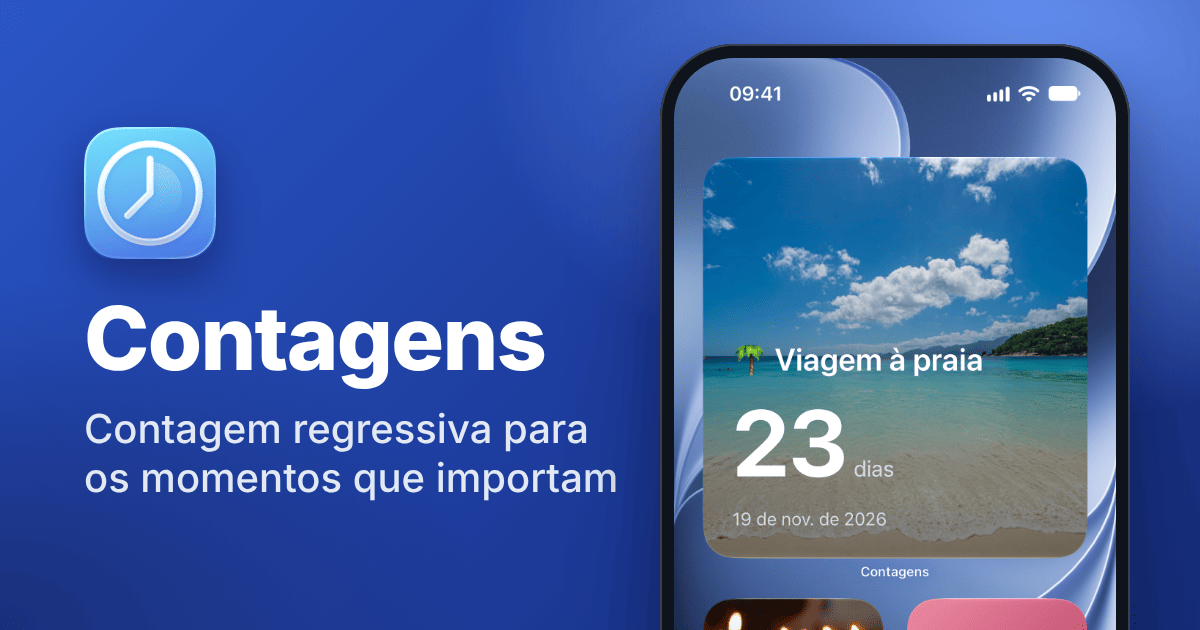 Contagens
Contagem regressiva para
os momentos que importam
09:41
🌴 Viagem à praia
23 dias
19 de nov. de 2026
Contagens